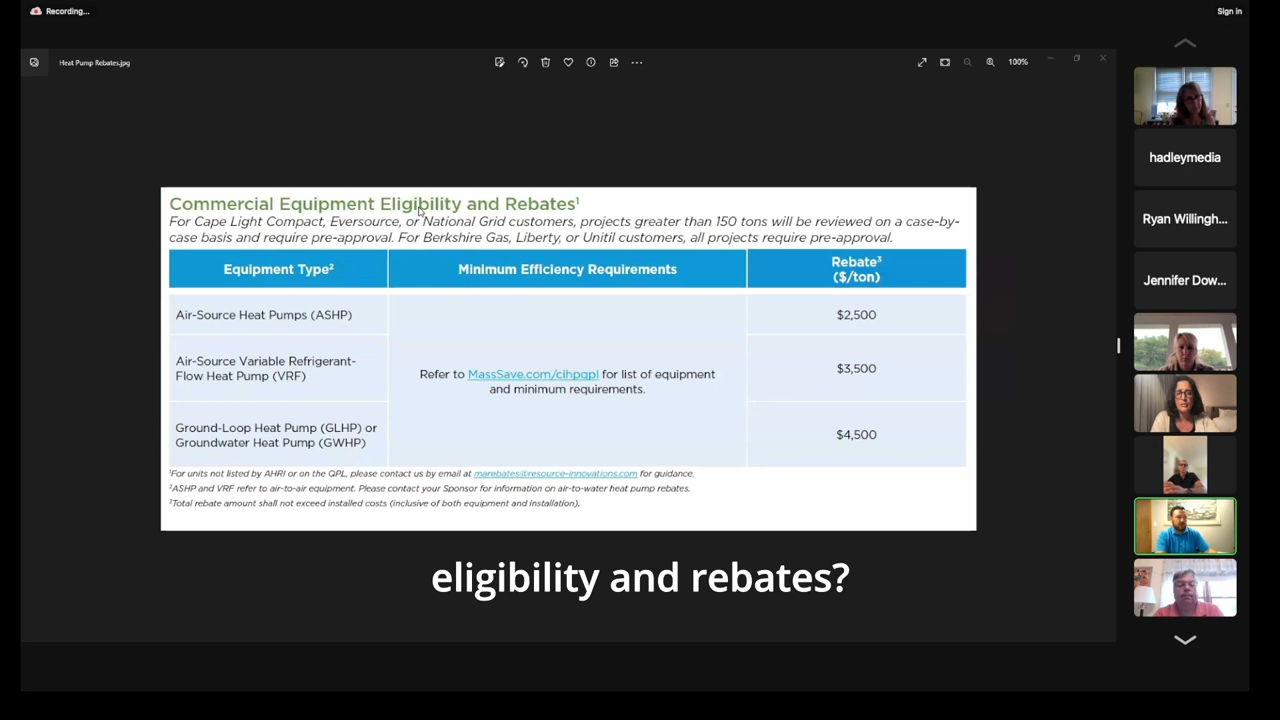 Recording...
Sign in
Heat Pump Rebates.jpg
100%
Commercial Equipment Eligibility and Rebates¹
For Cape Light Compact, Eversource, or National Grid customers, projects greater than 150 tons will be reviewed on a case-by-
case basis and require pre-approval. For Berkshire Gas, Liberty, or Unitil customers, all projects require pre-approval.
Equipment Type²
Minimum Efficiency Requirements
Rebate³
($/ton)
Air-Source Heat Pumps (ASHP)
$2,500
Air-Source Variable Refrigerant-
Flow Heat Pump (VRF)
$3,500
Refer to MassSave.com/cihpqpl for list of equipment
and minimum requirements.
Ground-Loop Heat Pump (GLHP) or
Groundwater Heat Pump (GWHP)
$4,500
¹For units not listed by AHRI or on the QPL, please contact us by email at marebates@resource-innovations.com for guidance.
²ASHP and VRF refer to air-to-air equipment. Please contact your Sponsor for information on air-to-water heat pump rebates.
³Total rebate amount shall not exceed installed costs (inclusive of both equipment and installation).
eligibility and rebates?
hadleymedia
Ryan Willingh...
Jennifer Dow...